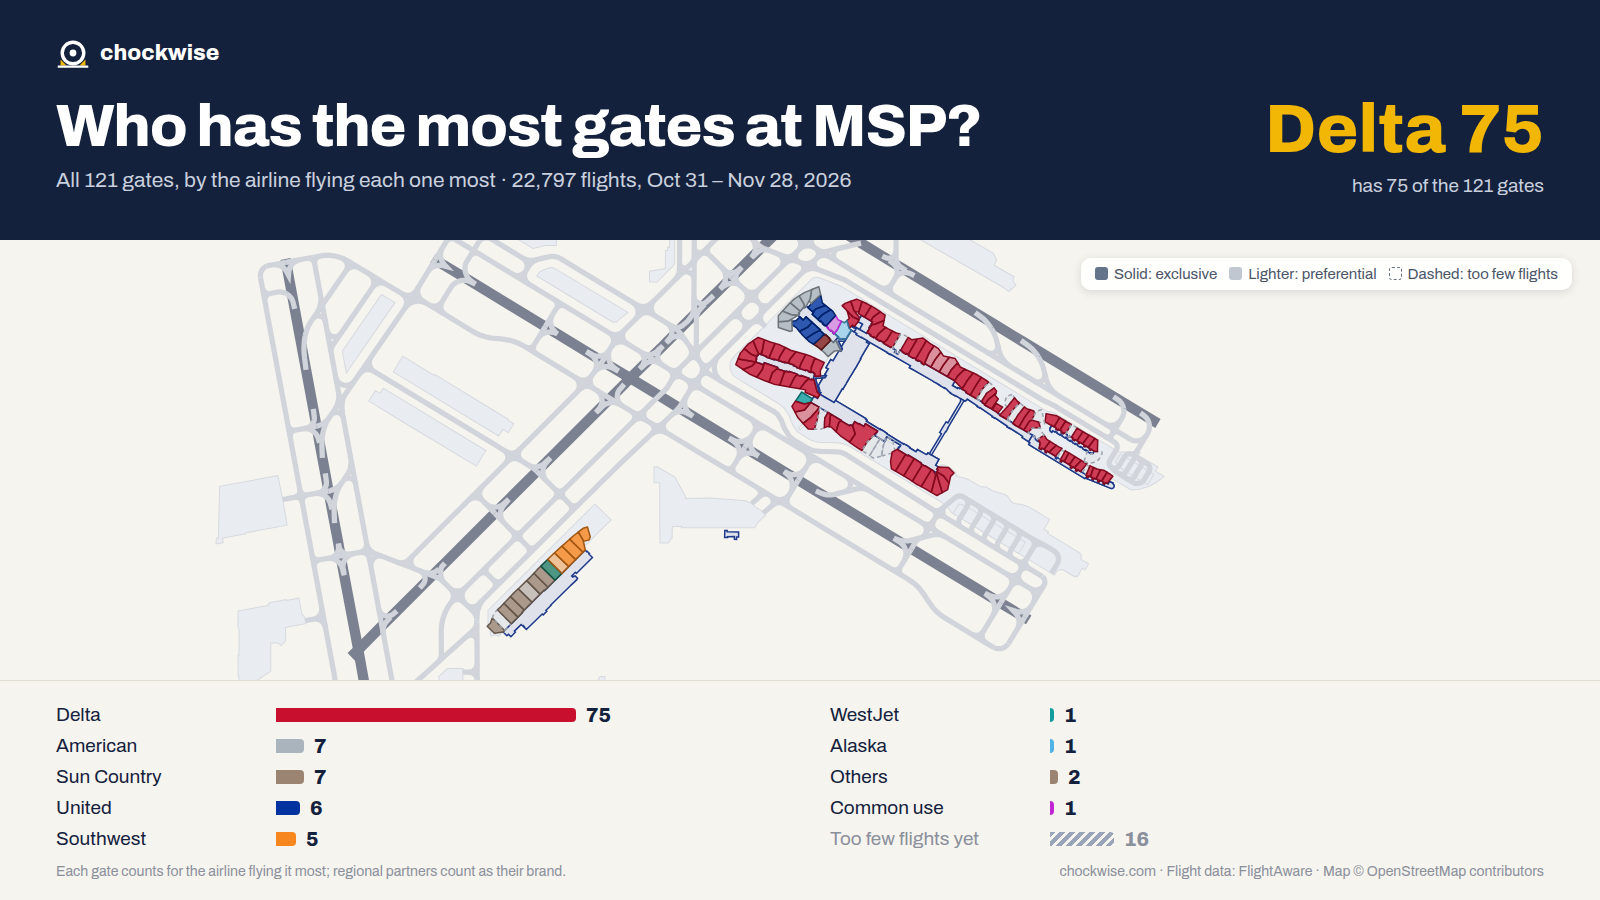 chockwise
Who has the most gates at MSP?
All 121 gates, by the airline flying each one most · 22,797 flights, Oct 31 – Nov 28, 2026
Delta 75
has 75 of the 121 gates
Solid: exclusive Lighter: preferential Dashed: too few flights
Delta 75
American 7
Sun Country 7
United 6
Southwest 5
WestJet 1
Alaska 1
Others 2
Common use 1
Too few flights yet 16
Each gate counts for the airline flying it most; regional partners count as their brand.
chockwise.com · Flight data: FlightAware · Map © OpenStreetMap contributors